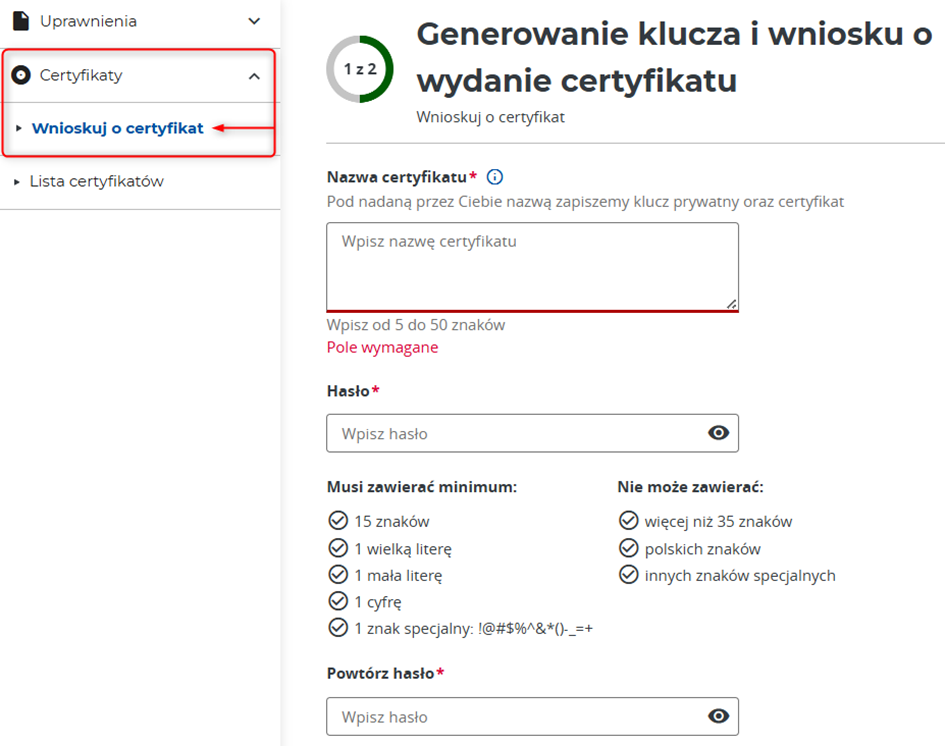 Uprawnienia
Certyfikaty
Wnioskuj o certyfikat
Lista certyfikatów
1 z 2
Generowanie klucza i wniosku o
wydanie certyfikatu
Wnioskuj o certyfikat
Nazwa certyfikatu*
Pod nadaną przez Ciebie nazwą zapiszemy klucz prywatny oraz certyfikat
Wpisz nazwę certyfikatu
Wpisz od 5 do 50 znaków
Pole wymagane
Hasło*
Wpisz hasło
Musi zawierać minimum:
15 znaków
1 wielką literę
1 mała literę
1 cyfrę
1 znak specjalny: !@#$%^&*()-_=+
Nie może zawierać:
więcej niż 35 znaków
polskich znaków
innych znaków specjalnych
Powtórz hasło*
Wpisz hasło